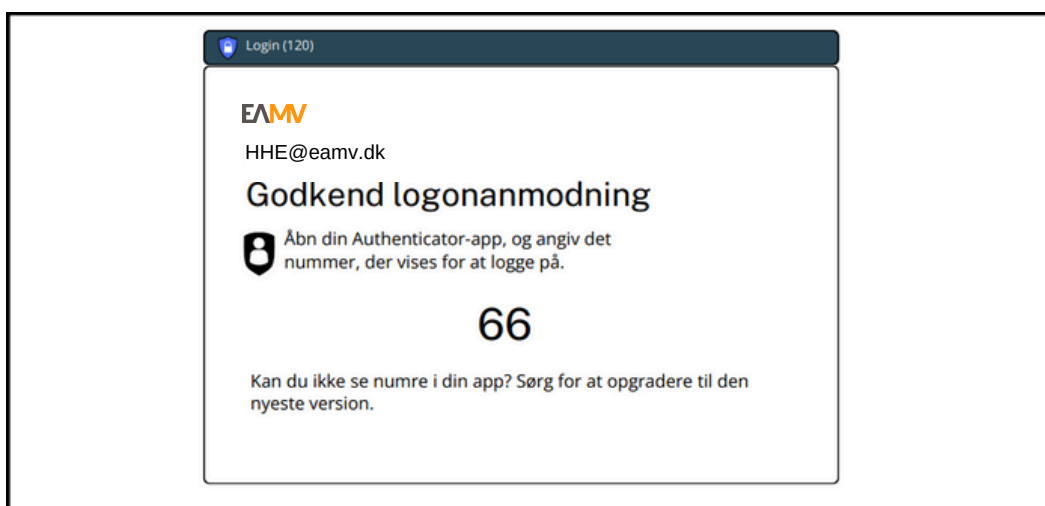 Login (120)
EAMV
HHE@eamv.dk
Godkend logonanmodning
Åbn din Authenticator-app, og angiv det
nummer, der vises for at logge på.
66
Kan du ikke se numre i din app? Sørg for at opgradere til den
nyeste version.